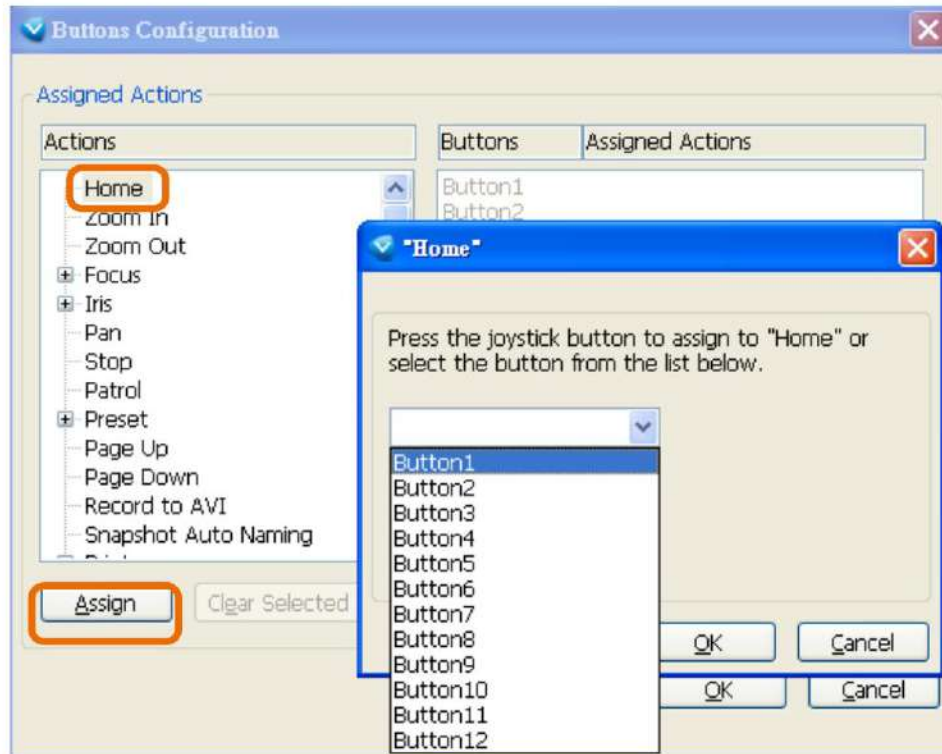 Buttons Configuration
Assigned Actions
Actions
Buttons
Assigned Actions
Home
Zoom In
Zoom Out
Focus
Iris
Pan
Stop
Patrol
Preset
Page Up
Page Down
Record to AVI
Snapshot Auto Naming
Button1
Button2
"Home"
Press the joystick button to assign to "Home" or
select the button from the list below.
Button1
Button2
Button3
Button4
Button5
Button6
Button7
Button8
Button9
Button10
Button11
Button12
OK
Cancel
Assign
Clear Selected
OK
Cancel